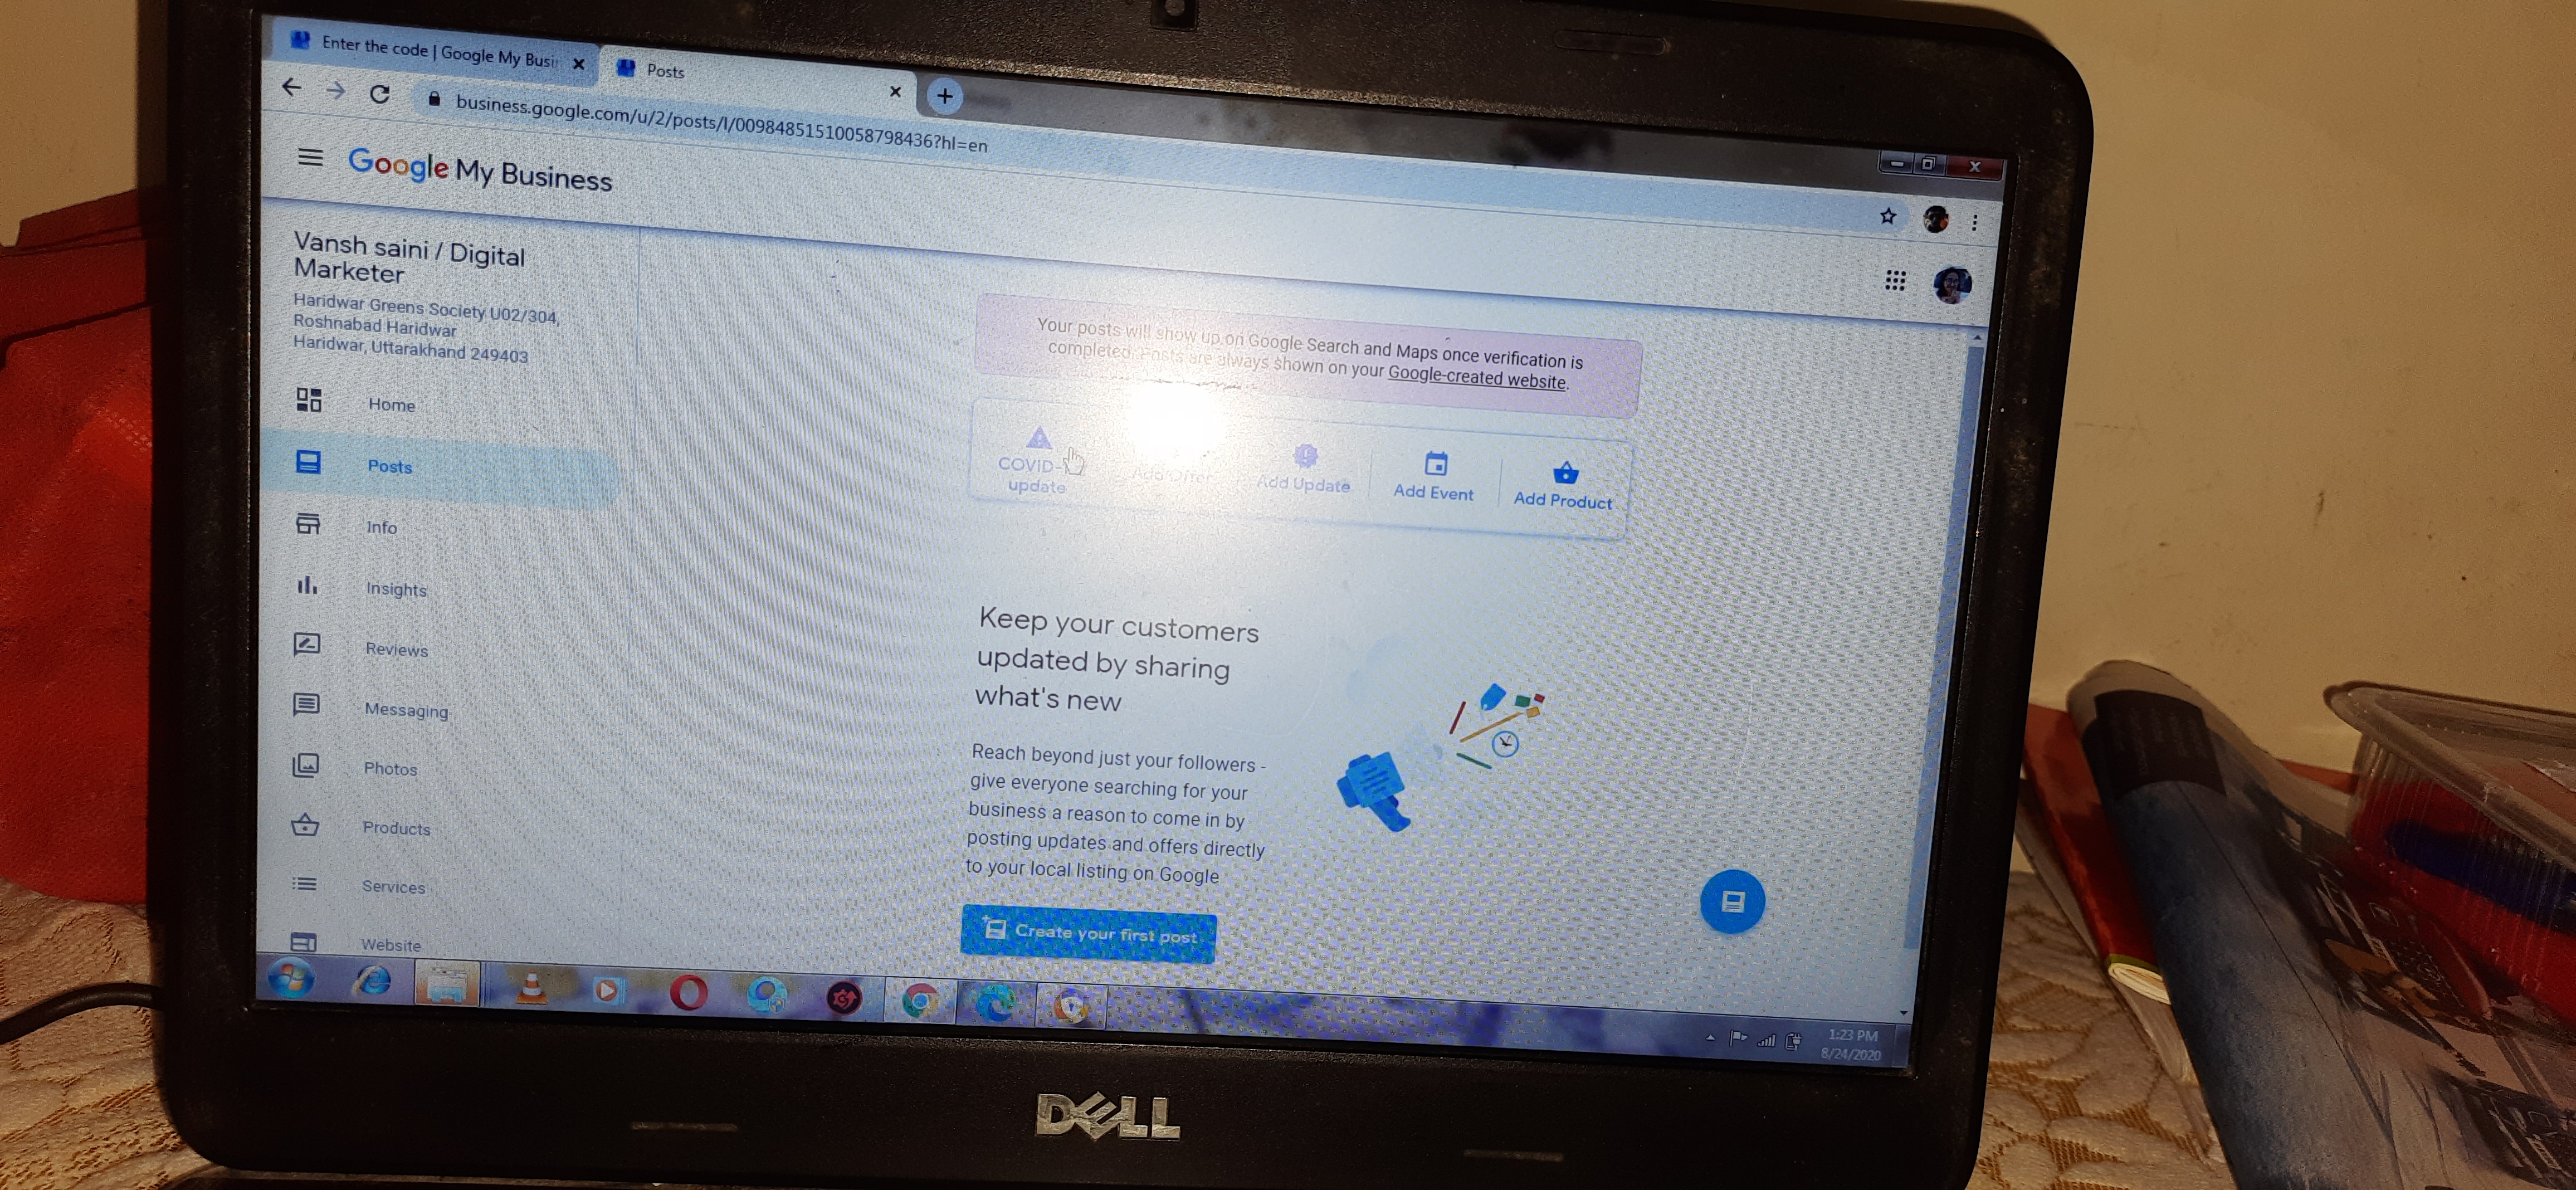 Enter the code | Google My Busin
Posts
business.google.com/u/2/posts/l/00984851510058798436?hl=en
Google My Business
Vansh saini / Digital
Marketer
Haridwar Greens Society U02/304,
Roshnabad Haridwar
Haridwar, Uttarakhand 249403
Home
Posts
Info
Insights
Reviews
Messaging
Photos
Products
Services
Website
Your posts will show up on Google Search and Maps once verification is
completed. Posts are always shown on your Google-created website.
COVID-
update
Add Offer
Add Update
Add Event
Add Product
Keep your customers
updated by sharing
what's new
Reach beyond just your followers -
give everyone searching for your
business a reason to come in by
posting updates and offers directly
to your local listing on Google
Create your first post
1:23 PM
8/24/2020
DELL